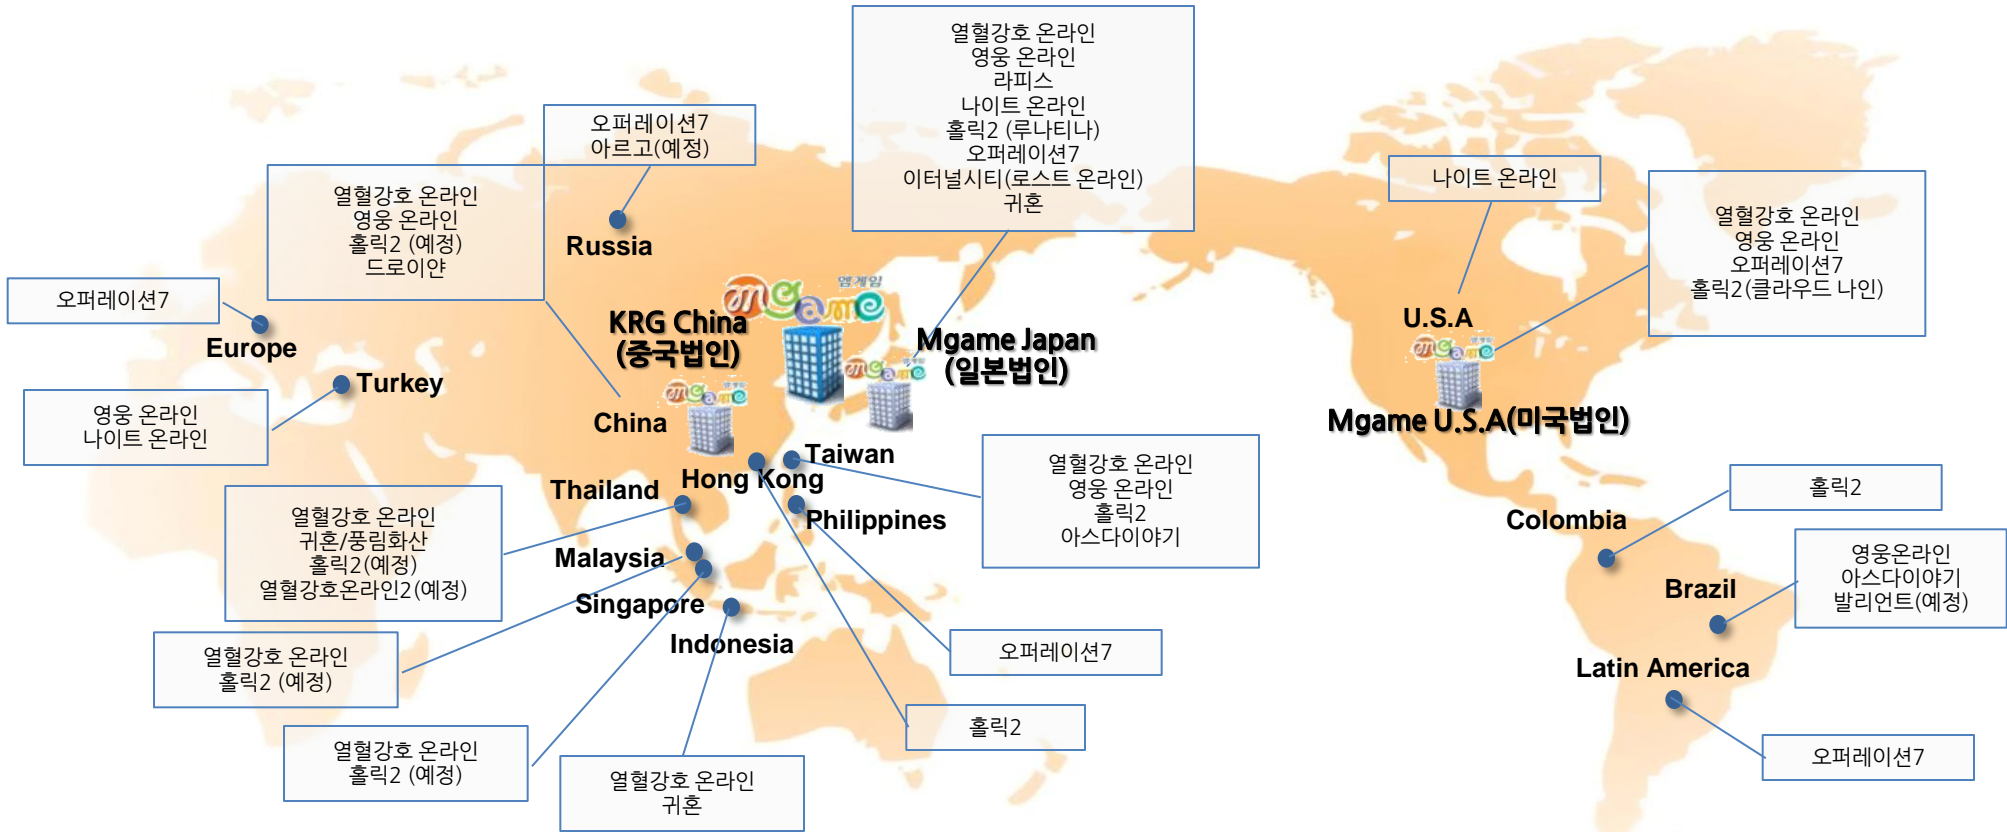 열혈강호 온라인
영웅 온라인
라피스
나이트 온라인
홀릭2 (루나티나)
오퍼레이션7
이터널시티(로스트 온라인)
귀혼
오퍼레이션7
아르고(예정)
Russia
열혈강호 온라인
영웅 온라인
홀릭2 (예정)
드로이얀
나이트 온라인
U.S.A
열혈강호 온라인
영웅 온라인
오퍼레이션7
홀릭2(클라우드 나인)
오퍼레이션7
Europe
엠게임
mgame
KRG China
(중국법인)
Mgame Japan
(일본법인)
엠게임
mgame
엠게임
mgame
엠게임
mgame
Mgame U.S.A(미국법인)
Turkey
영웅 온라인
나이트 온라인
China
Taiwan
Hong Kong
열혈강호 온라인
영웅 온라인
홀릭2
아스다이야기
Thailand
열혈강호 온라인
귀혼/풍림화산
홀릭2(예정)
열혈강호온라인2(예정)
Philippines
홀릭2
Colombia
Malaysia
영웅온라인
아스다이야기
발리언트(예정)
Brazil
Singapore
Indonesia
열혈강호 온라인
홀릭2 (예정)
오퍼레이션7
Latin America
홀릭2
열혈강호 온라인
홀릭2 (예정)
열혈강호 온라인
귀혼
오퍼레이션7